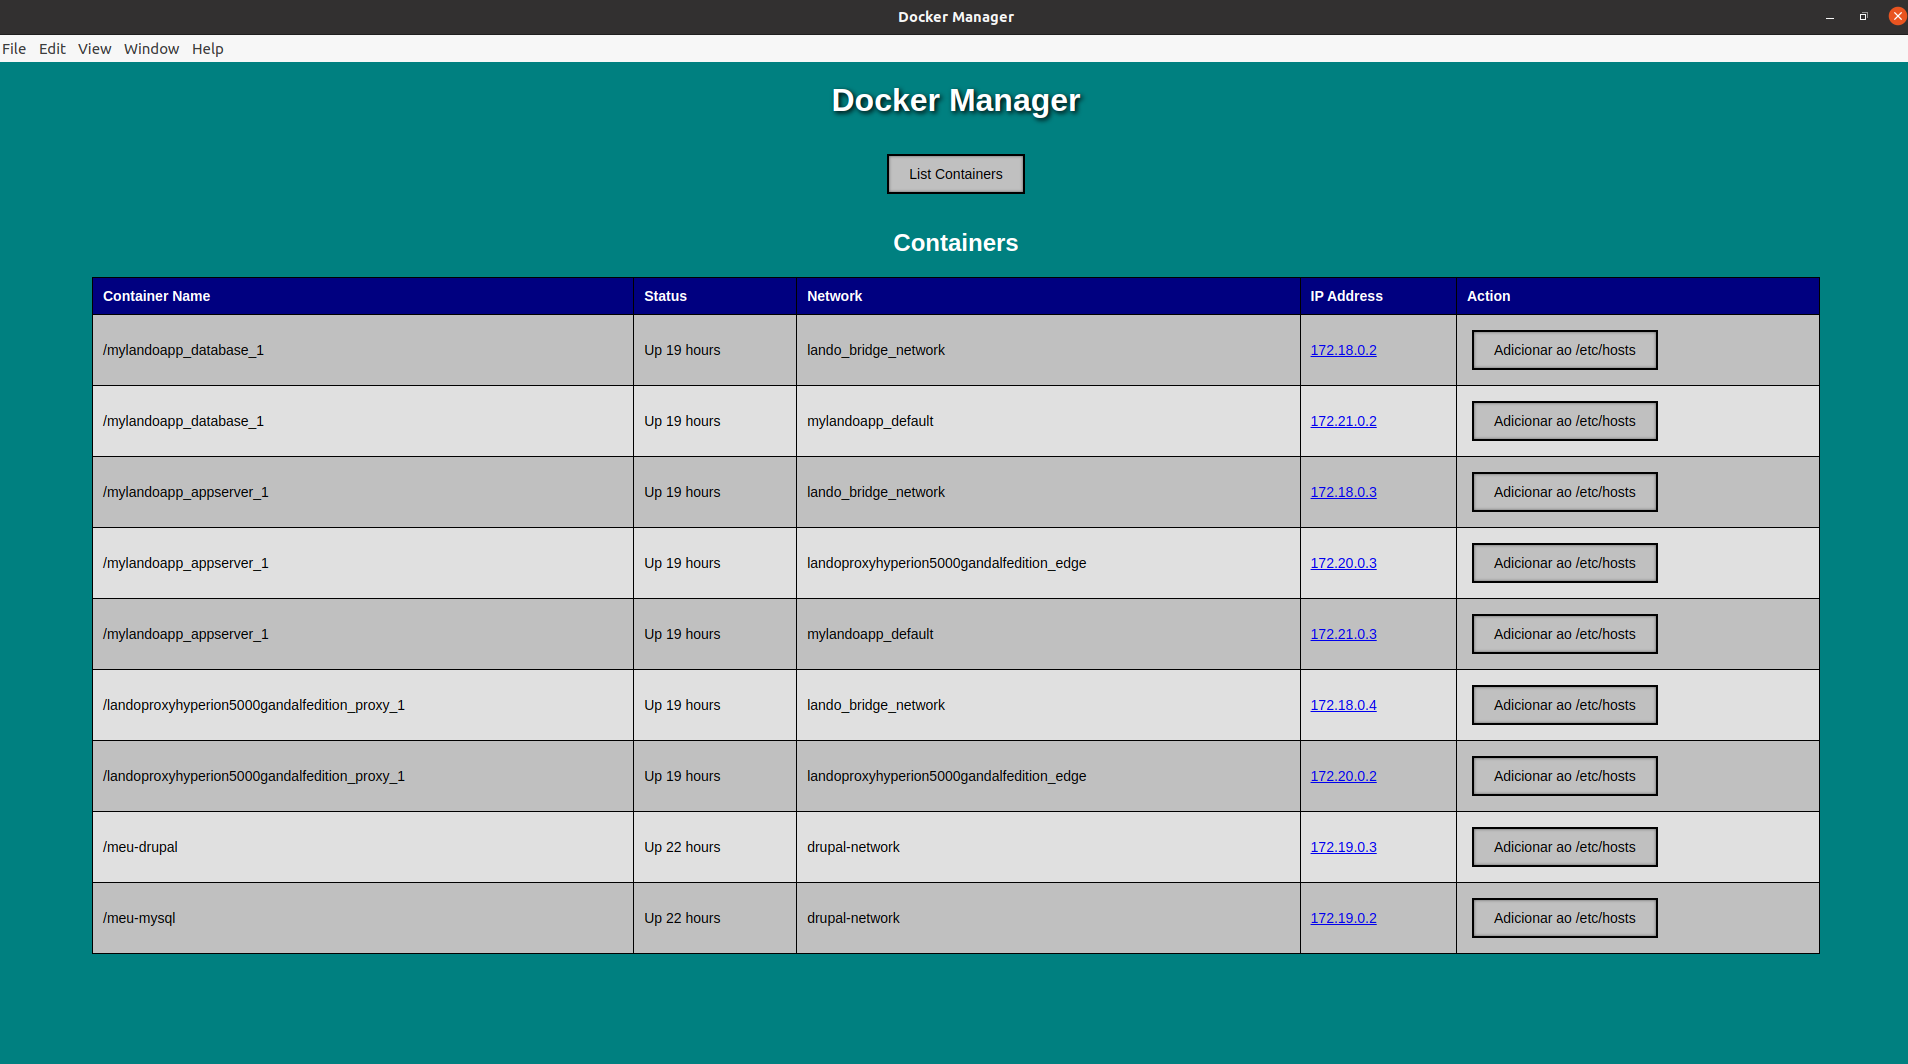 Docker Manager
File Edit View Window Help
Docker Manager
List Containers
Containers
Container Name Status Network IP Address Action
/mylandoapp_database_1 Up 19 hours lando_bridge_network 172.18.0.2 Adicionar ao /etc/hosts
/mylandoapp_database_1 Up 19 hours mylandoapp_default 172.21.0.2 Adicionar ao /etc/hosts
/mylandoapp_appserver_1 Up 19 hours lando_bridge_network 172.18.0.3 Adicionar ao /etc/hosts
/mylandoapp_appserver_1 Up 19 hours landoproxyhyperion5000gandalfedition_edge 172.20.0.3 Adicionar ao /etc/hosts
/mylandoapp_appserver_1 Up 19 hours mylandoapp_default 172.21.0.3 Adicionar ao /etc/hosts
/landoproxyhyperion5000gandalfedition_proxy_1 Up 19 hours lando_bridge_network 172.18.0.4 Adicionar ao /etc/hosts
/landoproxyhyperion5000gandalfedition_proxy_1 Up 19 hours landoproxyhyperion5000gandalfedition_edge 172.20.0.2 Adicionar ao /etc/hosts
/meu-drupal Up 22 hours drupal-network 172.19.0.3 Adicionar ao /etc/hosts
/meu-mysql Up 22 hours drupal-network 172.19.0.2 Adicionar ao /etc/hosts